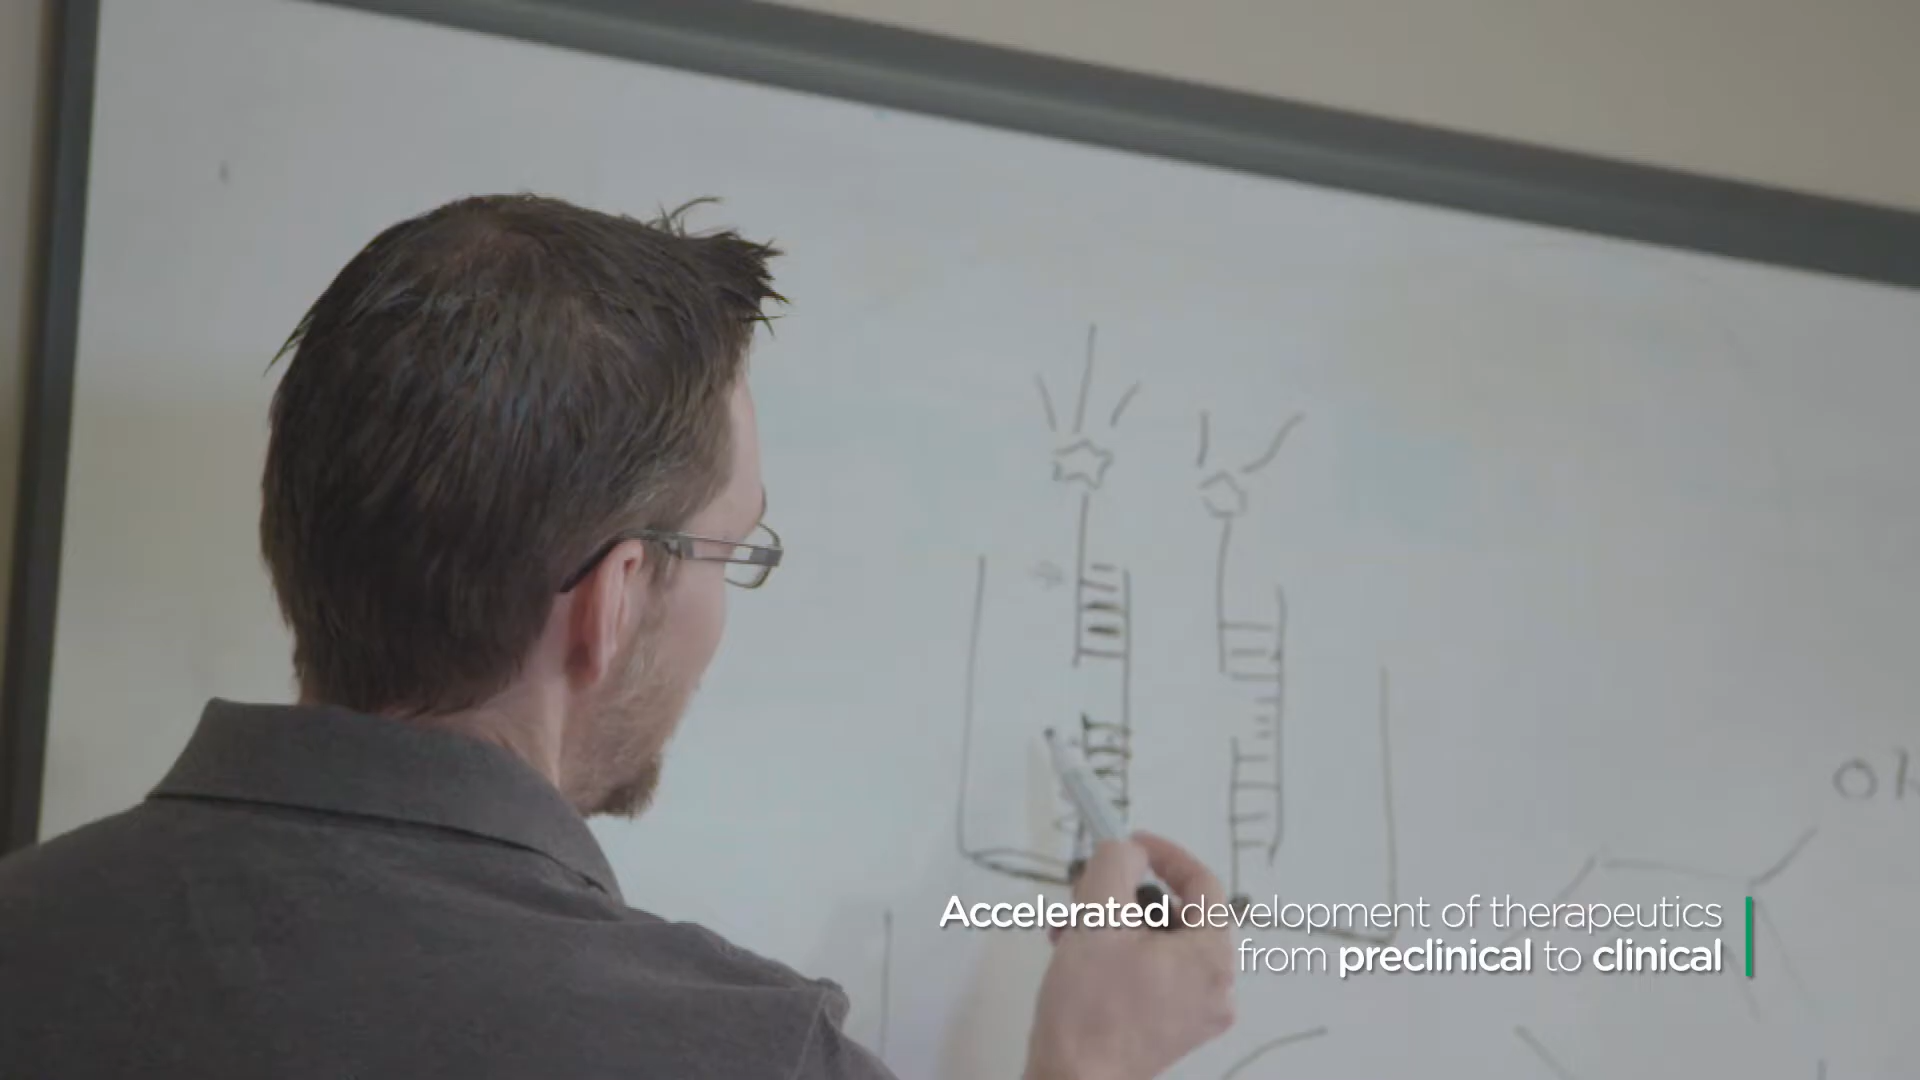 Accelerated development of therapeutics
from preclinical to clinical